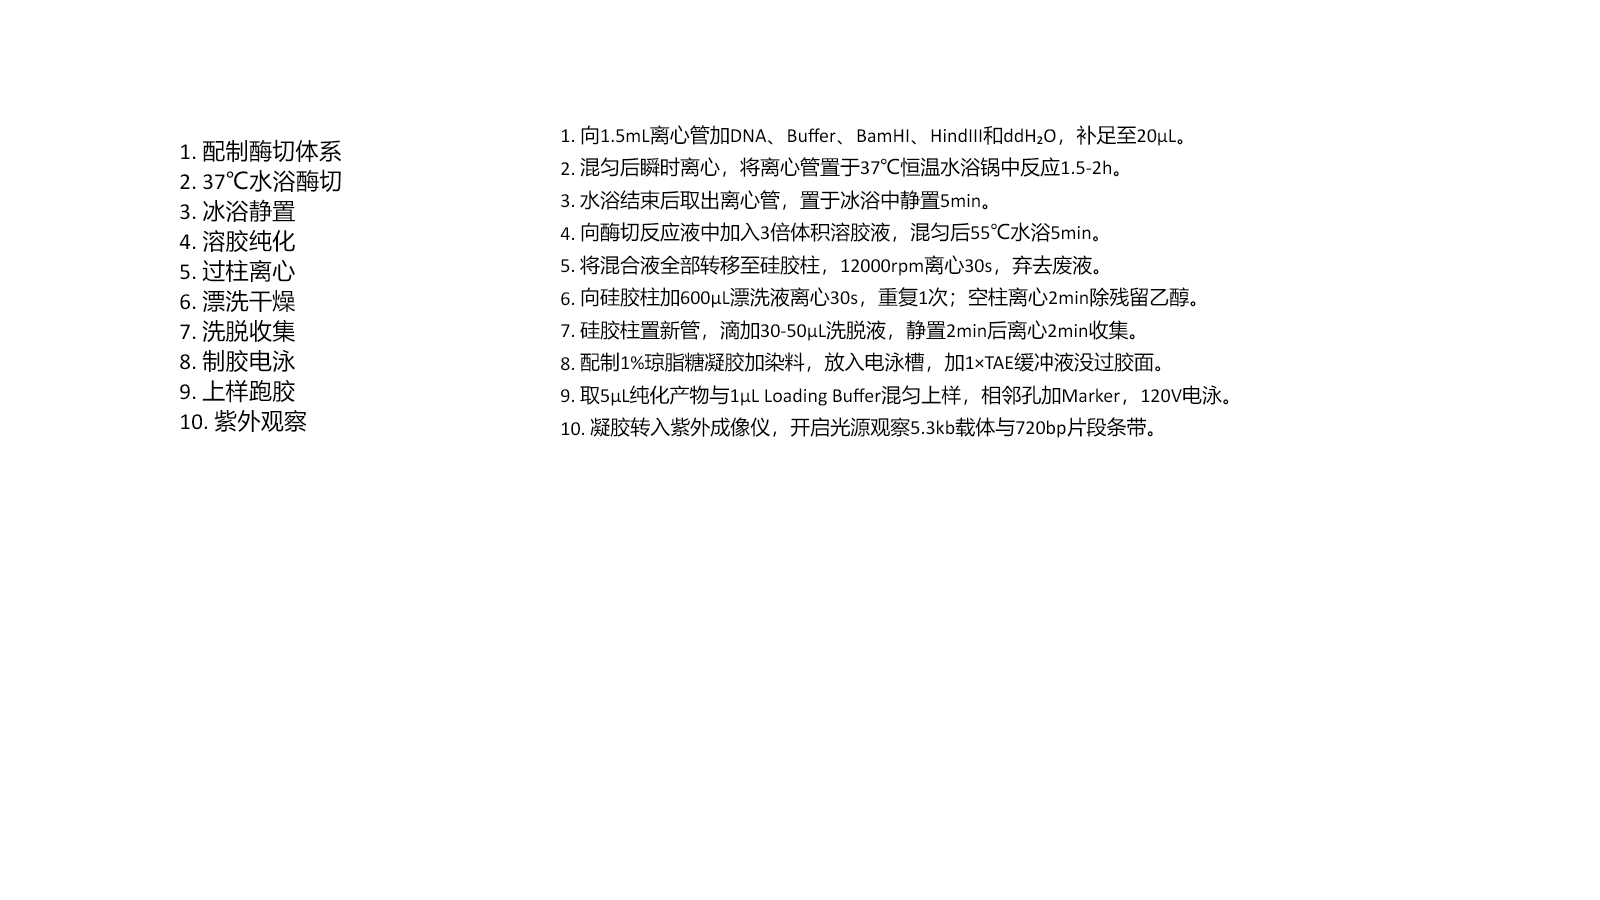 1. 配制酶切体系
2. 37℃水浴酶切
3. 冰浴静置
4. 溶胶纯化
5. 过柱离心
6. 漂洗干燥
7. 洗脱收集
8. 制胶电泳
9. 上样跑胶
10. 紫外观察
1. 向1.5mL离心管加DNA、Buffer、BamHI、HindIII和ddH₂O，补足至20μL。
2. 混匀后瞬时离心，将离心管置于37℃恒温水浴锅中反应1.5-2h。
3. 水浴结束后取出离心管，置于冰浴中静置5min。
4. 向酶切反应液中加入3倍体积溶胶液，混匀后55℃水浴5min。
5. 将混合液全部转移至硅胶柱，12000rpm离心30s，弃去废液。
6. 向硅胶柱加600μL漂洗液离心30s，重复1次；空柱离心2min除残留乙醇。
7. 硅胶柱置新管，滴加30-50μL洗脱液，静置2min后离心2min收集。
8. 配制1%琼脂糖凝胶加染料，放入电泳槽，加1×TAE缓冲液没过胶面。
9. 取5μL纯化产物与1μL Loading Buffer混匀上样，相邻孔加Marker，120V电泳。
10. 凝胶转入紫外成像仪，开启光源观察5.3kb载体与720bp片段条带。